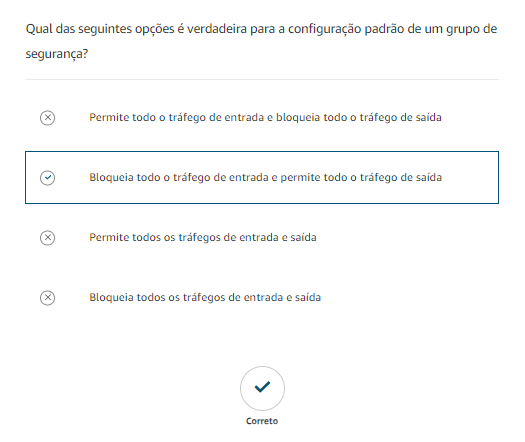 Qual das seguintes opções é verdadeira para a configuração padrão de um grupo de
segurança?
Permite todo o tráfego de entrada e bloqueia todo o tráfego de saída
Bloqueia todo o tráfego de entrada e permite todo o tráfego de saída
Permite todos os tráfegos de entrada e saída
Bloqueia todos os tráfegos de entrada e saída
Correto